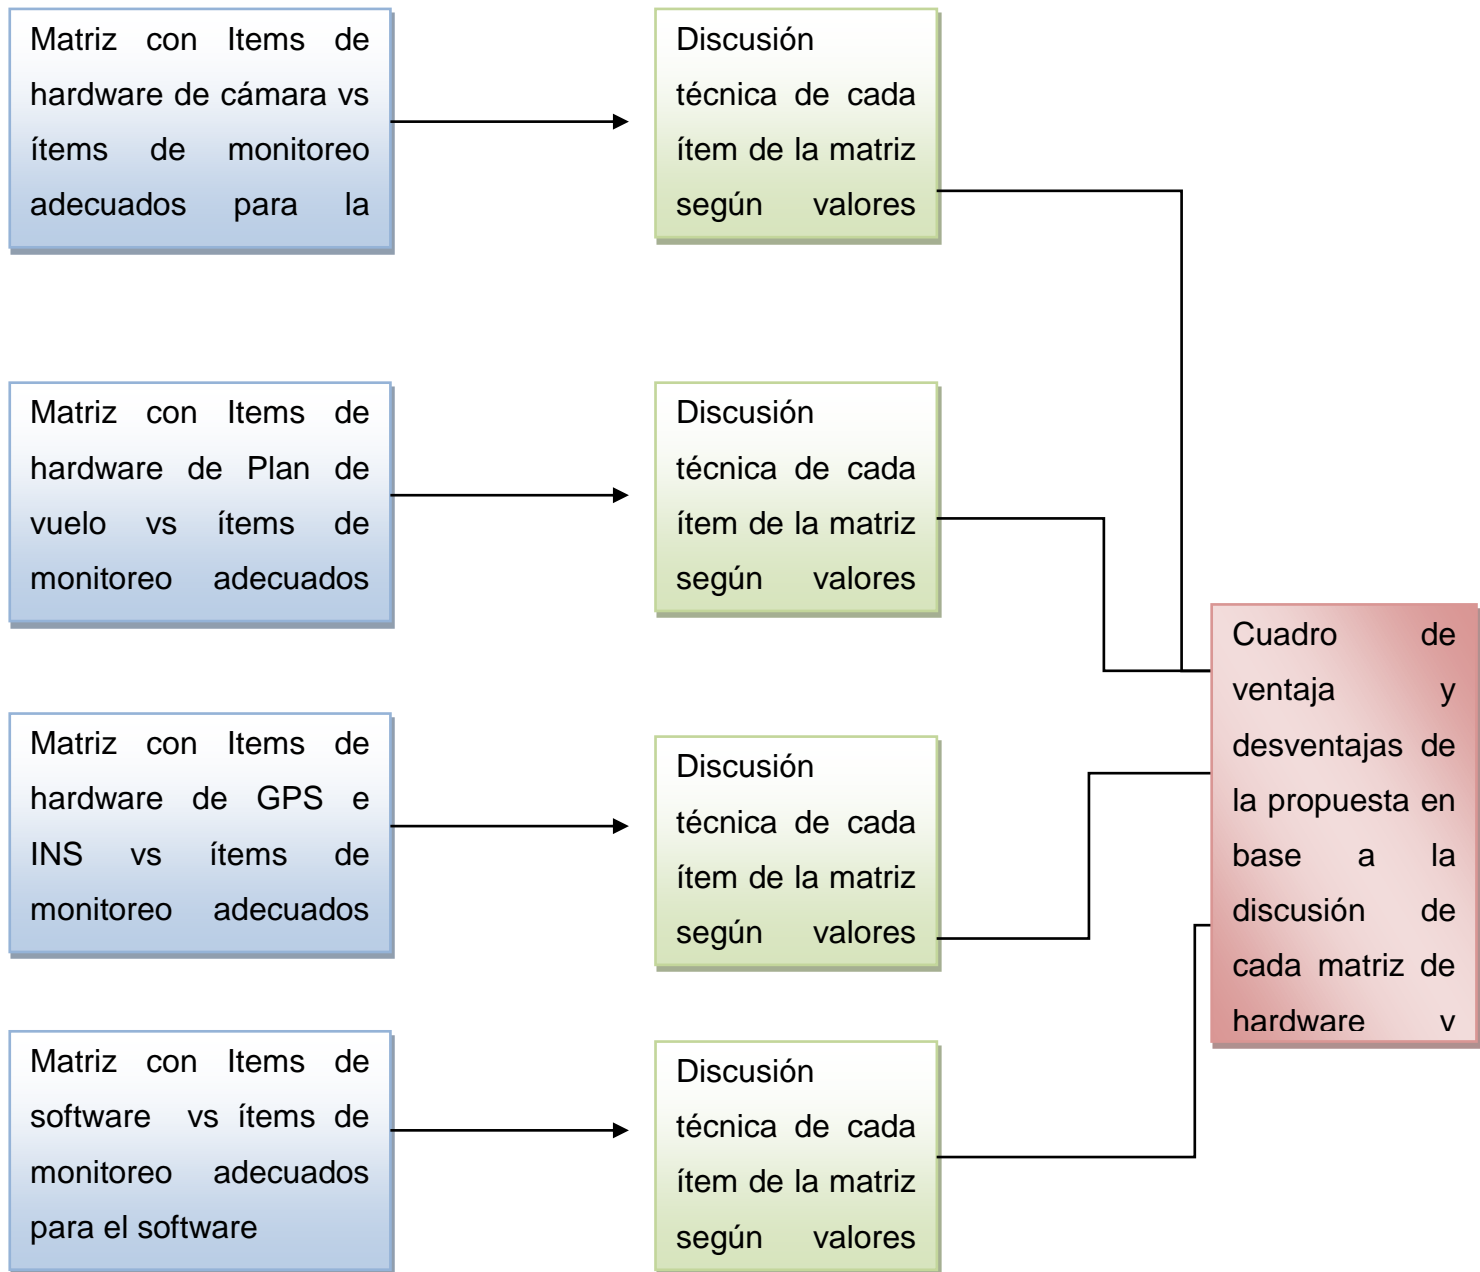 Matriz con Items de
hardware de cámara vs
ítems de monitoreo
adecuados para la
Discusión
técnica de cada
ítem de la matriz
según valores
Matriz con Items de
hardware de Plan de
vuelo vs ítems de
monitoreo adecuados
Discusión
técnica de cada
ítem de la matriz
según valores
Matriz con Items de
hardware de GPS e
INS vs ítems de
monitoreo adecuados
Discusión
técnica de cada
ítem de la matriz
según valores
Matriz con Items de
software vs ítems de
monitoreo adecuados
para el software
Discusión
técnica de cada
ítem de la matriz
según valores
Cuadro de
ventaja y
desventajas de
la propuesta en
base a la
discusión de
cada matriz de
hardware y